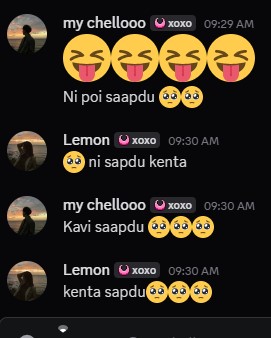 my chellooo xoxo 09:29 AM
😝😝😝😝
Ni poi saapdu 🥺🥺
Lemon xoxo 09:30 AM
🥺 ni sapdu kenta
my chellooo xoxo 09:30 AM
Kavi saapdu 🥺🥺🥺
Lemon xoxo 09:30 AM
kenta sapdu🥺🥺🥺